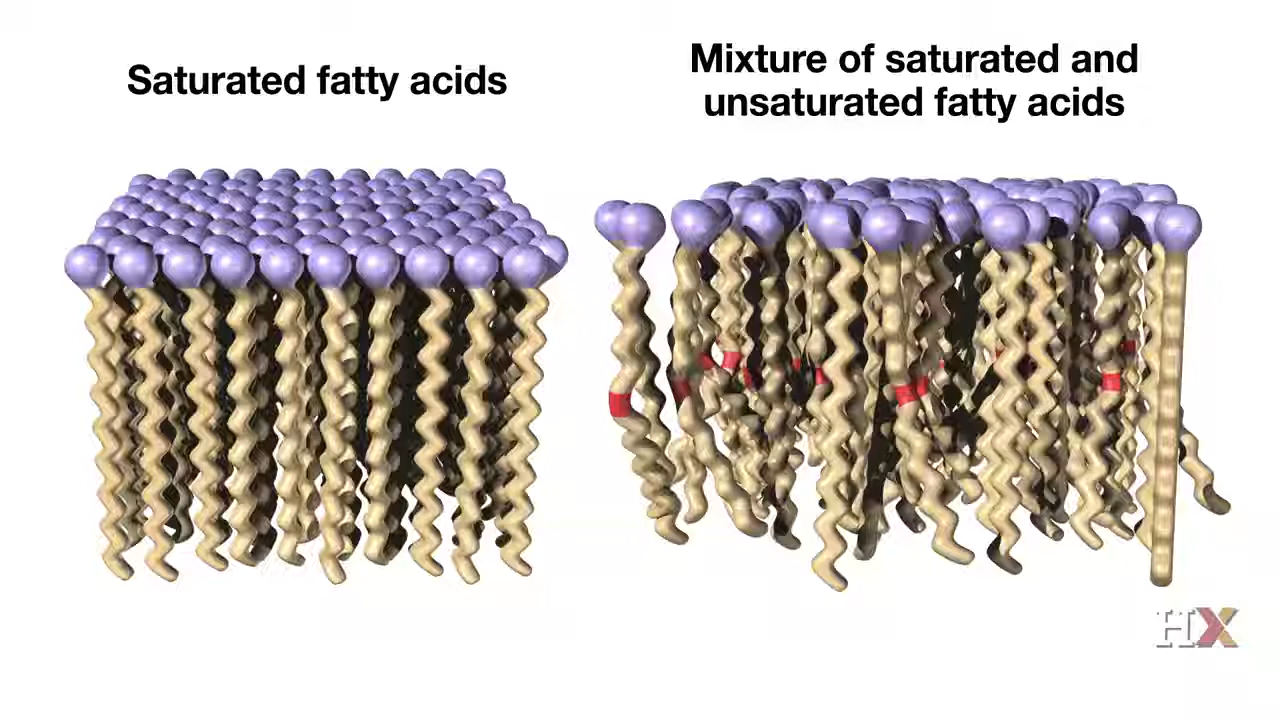 Saturated fatty acids
Mixture of saturated and
unsaturated fatty acids
HX